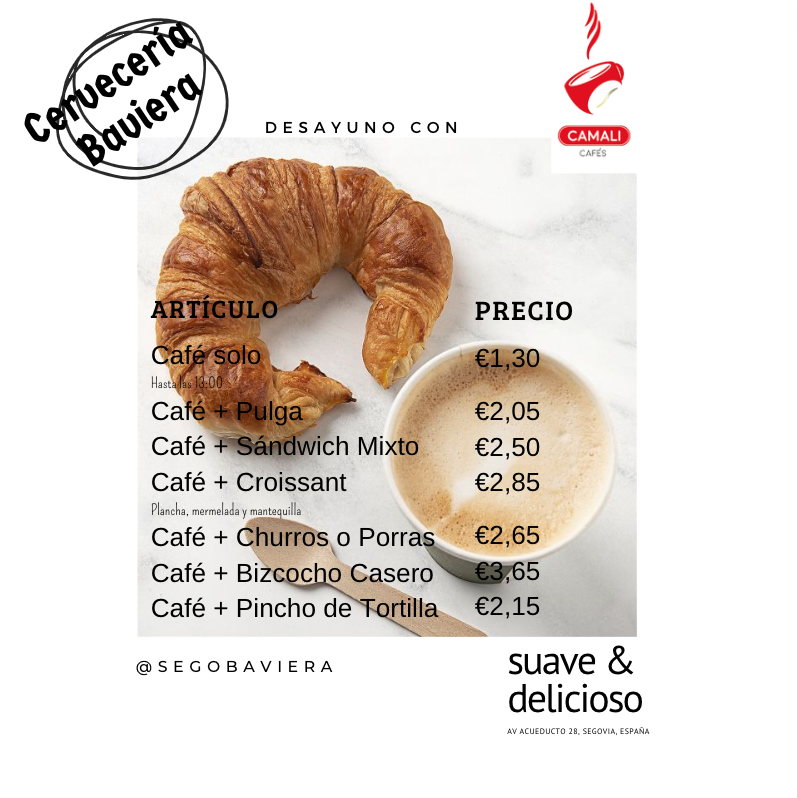 Cervecería
Baviera
CAMALI
CAFÉS
DESAYUNO CON
ARTÍCULO PRECIO
Café solo €1,30
Hasta las 13:00
Café + Pulga €2,05
Café + Sándwich Mixto €2,50
Café + Croissant €2,85
Plancha, mermelada y mantequilla
Café + Churros o Porras €2,65
Café + Bizcocho Casero €3,65
Café + Pincho de Tortilla €2,15
@SEGOBAVIERA
suave &
delicioso
AV ACUEDUCTO 28, SEGOVIA, ESPAÑA